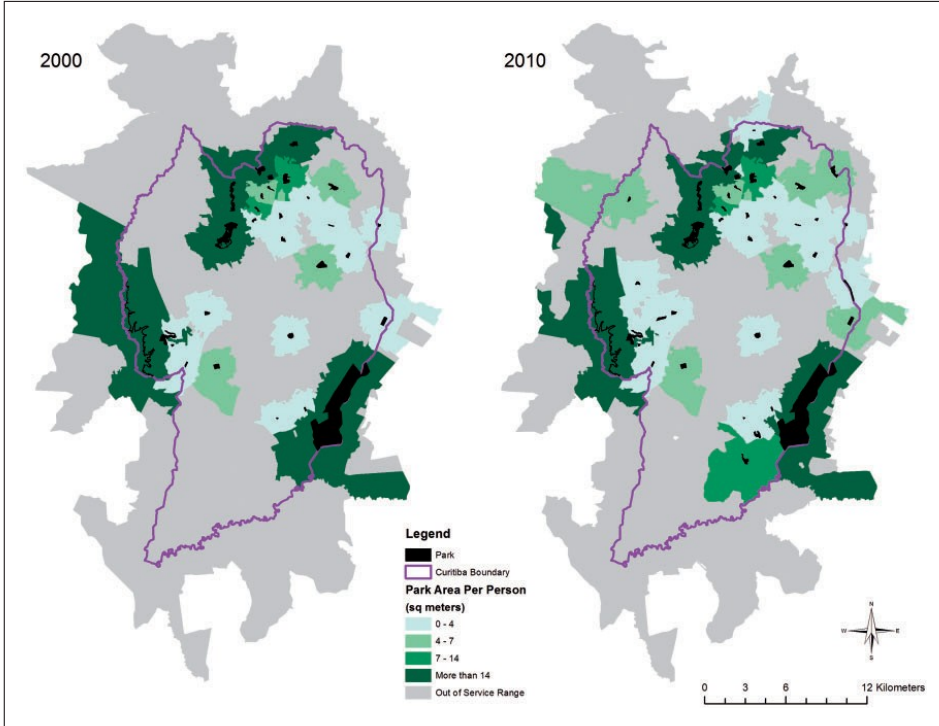 2000
2010
Legend
Park
Curitiba Boundary
Park Area Per Person
(sq meters)
0 - 4
4 - 7
7 - 14
More than 14
Out of Service Range
N
W
E
S
0 3 6 12 Kilometers